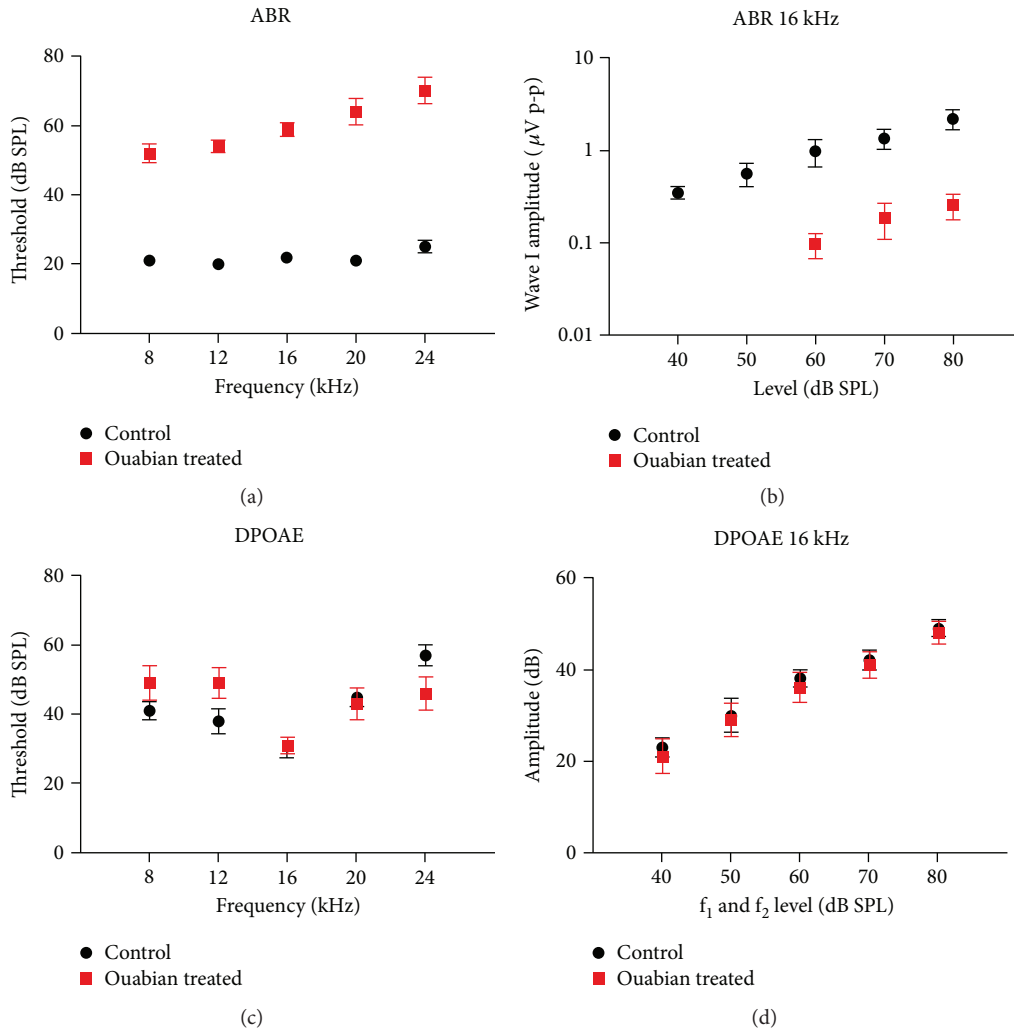 ABR
Threshold (dB SPL)
80
60
40
20
0
8 12 16 20 24
Frequency (kHz)
Control
Ouabian treated
(a)
ABR 16 kHz
Wave I amplitude (μV p-p)
10
1
0.1
0.01
40 50 60 70 80
Level (dB SPL)
Control
Ouabian treated
(b)
DPOAE
Threshold (dB SPL)
80
60
40
20
0
8 12 16 20 24
Frequency (kHz)
Control
Ouabian treated
(c)
DPOAE 16 kHz
Amplitude (dB)
60
40
20
0
40 50 60 70 80
f₁ and f₂ level (dB SPL)
Control
Ouabian treated
(d)